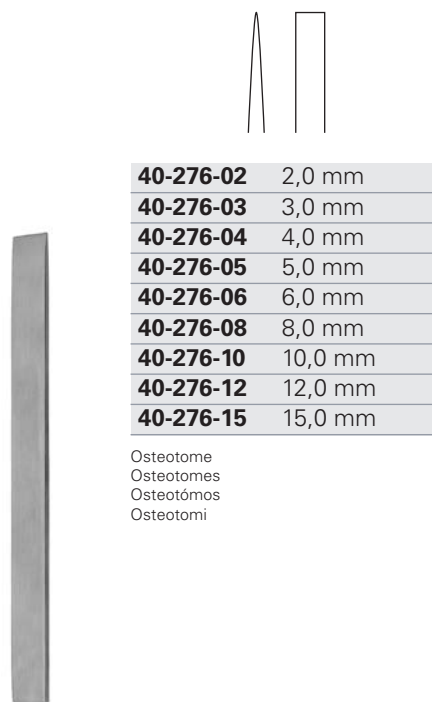 40-276-02 2,0 mm
40-276-03 3,0 mm
40-276-04 4,0 mm
40-276-05 5,0 mm
40-276-06 6,0 mm
40-276-08 8,0 mm
40-276-10 10,0 mm
40-276-12 12,0 mm
40-276-15 15,0 mm
Osteotome
Osteotomes
Osteotómos
Osteotomi